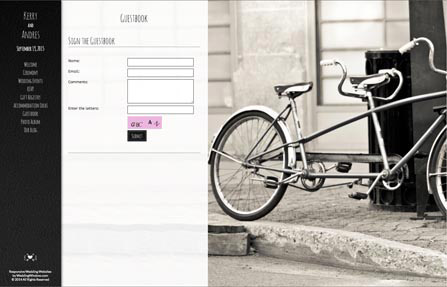 Kerry
and
Andres
September 19, 2015
Welcome
Ceremony
Wedding Events
RSVP
Gift Registry
Accommodation Ideas
Guestbook
Photo Album
Our Blog
Responsive Wedding Websites
by WeddingWindow.com
© 2014 All Rights Reserved
Guestbook
Sign the Guestbook
Name:
Email:
Comments:
Enter the letters:
Submit